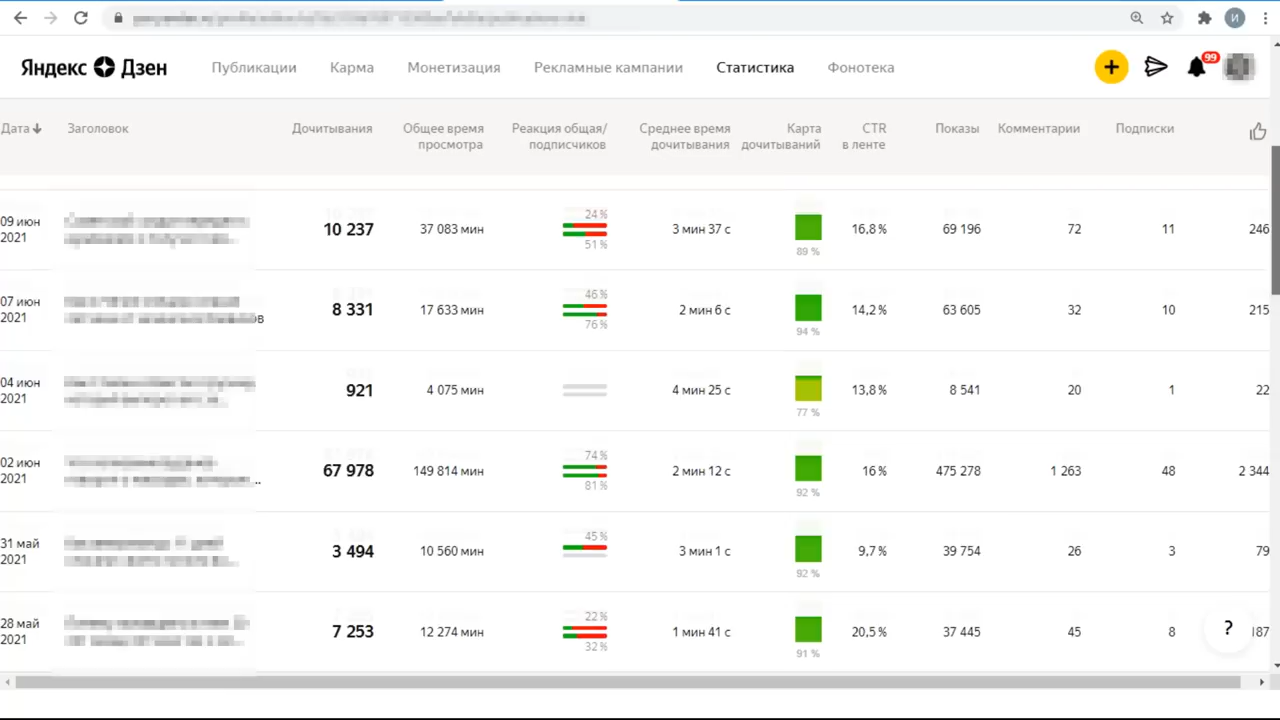 И
Яндекс Дзен
Публикации Карма Монетизация Рекламные кампании Статистика Фонотека
+
99
Дата Заголовок Дочитывания Общее время просмотра Реакция общая/ подписчиков Среднее время дочитывания Карта дочитываний CTR в ленте Показы Комментарии Подписки
09 июн 2021 10 237 37 083 мин 24 % 51 % 3 мин 37 с 89 % 16,8 % 69 196 72 11 246
07 июн 2021 8 331 17 633 мин 46 % 76 % 2 мин 6 с 94 % 14,2 % 63 605 32 10 215
04 июн 2021 921 4 075 мин 4 мин 25 с 77 % 13,8 % 8 541 20 1 22
02 июн 2021 67 978 149 814 мин 74 % 81 % 2 мин 12 с 92 % 16 % 475 278 1 263 48 2 344
31 май 2021 3 494 10 560 мин 45 % 3 мин 1 с 92 % 9,7 % 39 754 26 3 79
28 май 2021 7 253 12 274 мин 22 % 32 % 1 мин 41 с 91 % 20,5 % 37 445 45 8 187
?